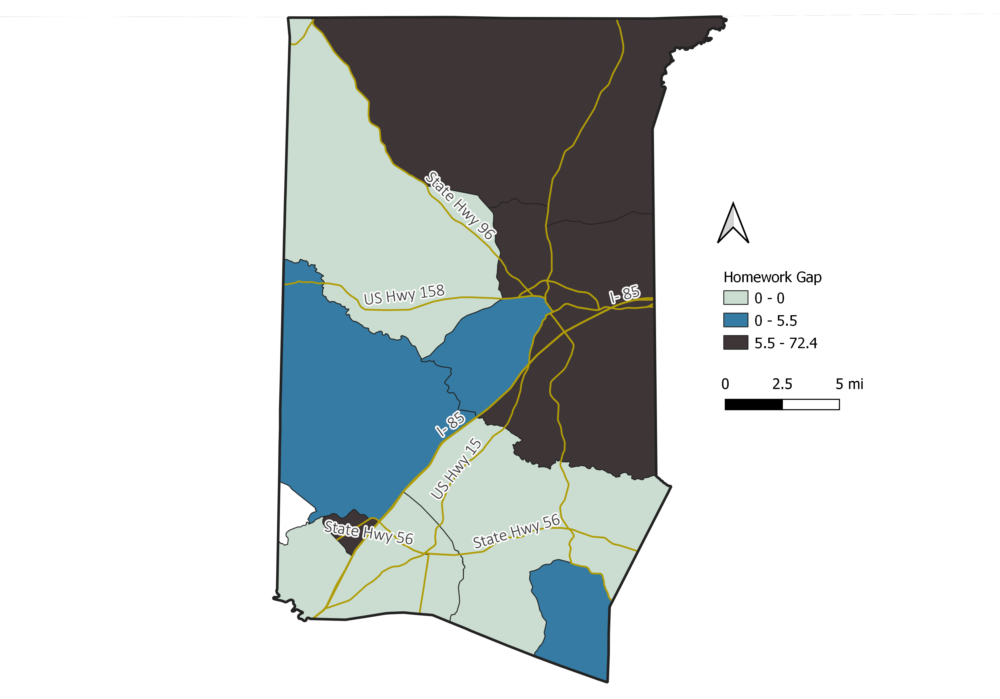 State Hwy 96
US Hwy 158
I- 85
Homework Gap
0 - 0
0 - 5.5
5.5 - 72.4
0 2.5 5 mi
I- 85
US Hwy 15
State Hwy 56
State Hwy 56